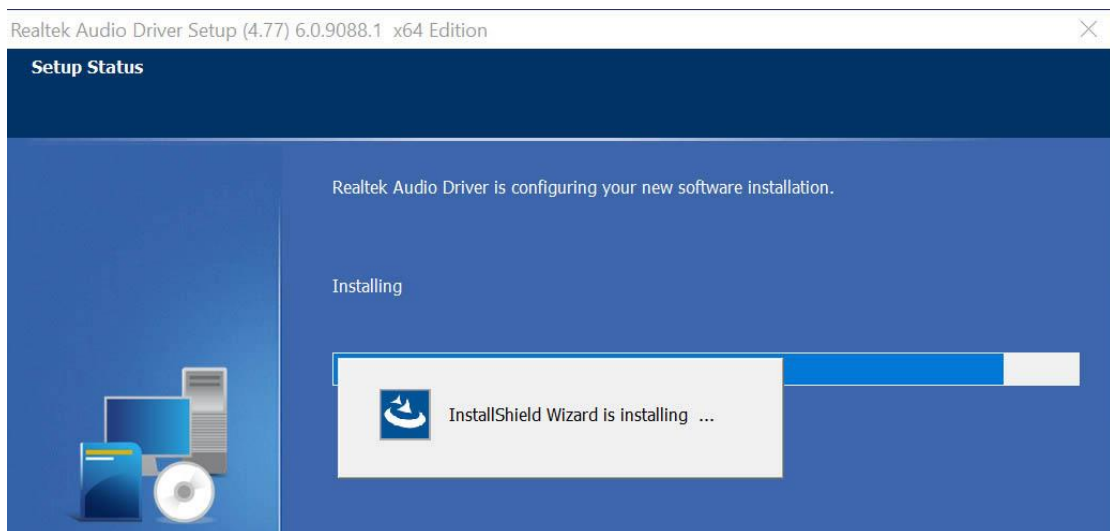 Realtek Audio Driver Setup (4.77) 6.0.9088.1 x64 Edition
Setup Status
Realtek Audio Driver is configuring your new software installation.
Installing
InstallShield Wizard is installing ...